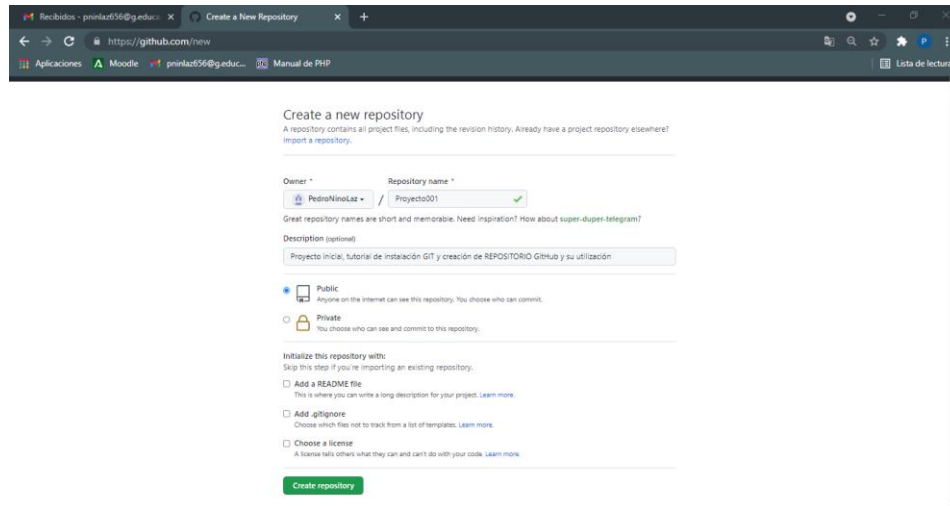 Recibidos - pninlaz656@g.educa
Create a New Repository
https://github.com/new
Aplicaciones
Moodle
pninlaz656@g.educ...
Manual de PHP
Lista de lectura
Create a new repository
A repository contains all project files, including the revision history. Already have a project repository elsewhere?
Import a repository.
Owner * Repository name *
PedroNinoLaz / Proyecto001
Great repository names are short and memorable. Need inspiration? How about super-duper-telegram?
Description (optional)
Proyecto inicial, tutorial de instalación GIT y creación de REPOSITORIO GitHub y su utilización
Public
Anyone on the internet can see this repository. You choose who can commit.
Private
You choose who can see and commit to this repository.
Initialize this repository with:
Skip this step if you're importing an existing repository.
Add a README file
This is where you can write a long description for your project. Learn more.
Add .gitignore
Choose which files not to track from a list of templates. Learn more.
Choose a license
A license tells others what they can and can't do with your code. Learn more.
Create repository